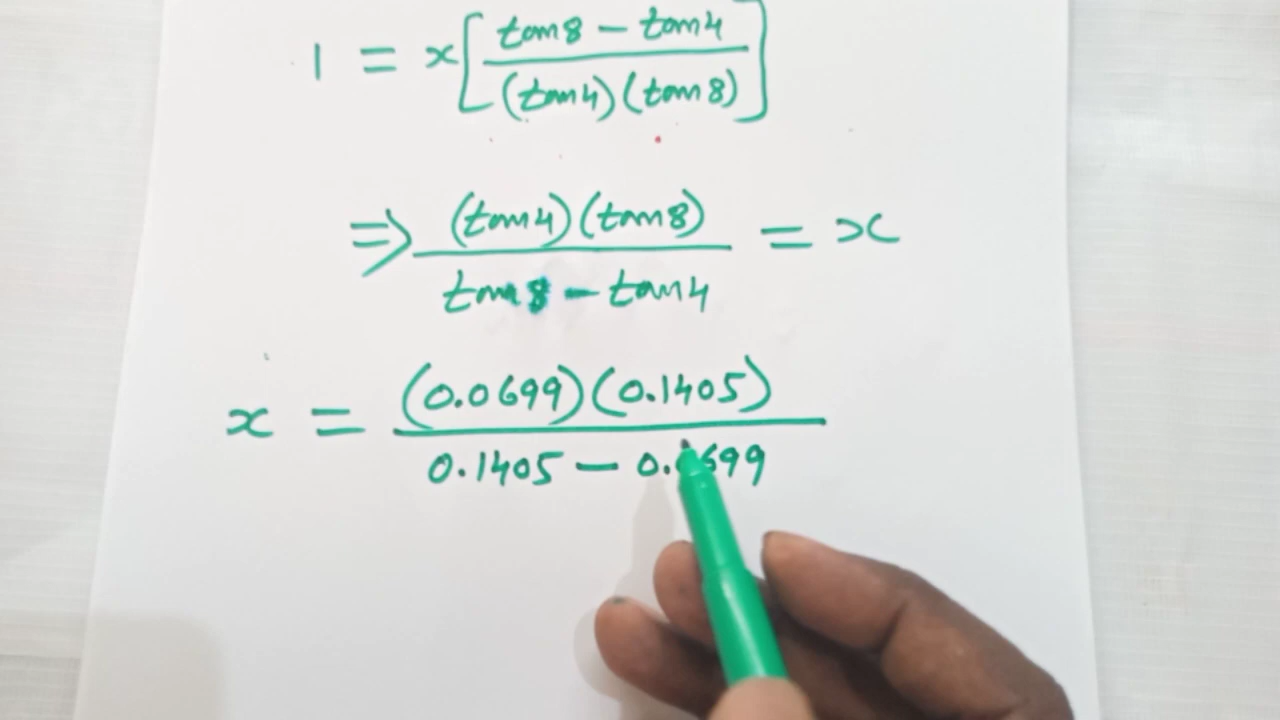 1 = x[(tan8 - tan4)/((tan4)(tan8))]
⇒ ((tan4)(tan8))/(tan8 - tan4) = x
x = ((0.0699)(0.1405))/(0.1405 - 0.0699)